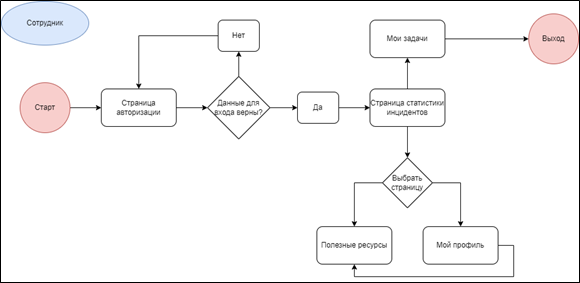 Сотрудник
Нет
Мои задачи
Выход
Старт
Страница
авторизации
Данные для
входа верны?
Да
Страница статистики
инцидентов
Выбрать
страницу
Полезные ресурсы
Мой профиль